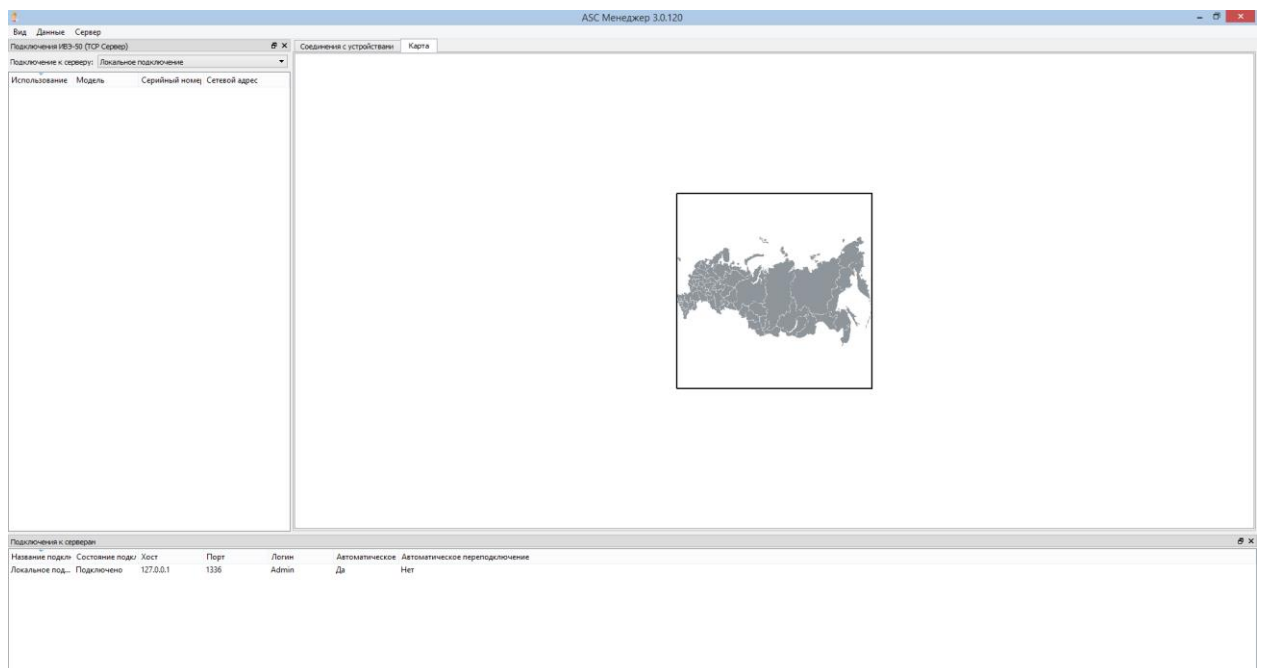 ASC Менеджер 3.0.120
Вид Данные Сервер
Подключения ИВЭ-50 (TCP Сервер)
Соединения с устройствами Карта
Подключение к серверу: Локальное подключение
Использование Модель Серийный номер Сетевой адрес
Подключения к серверам
Название подкл Состояние подк Хост Порт Логин Автоматическое Автоматическое переподключение
Локальное под... Подключено 127.0.0.1 1336 Admin Да Нет